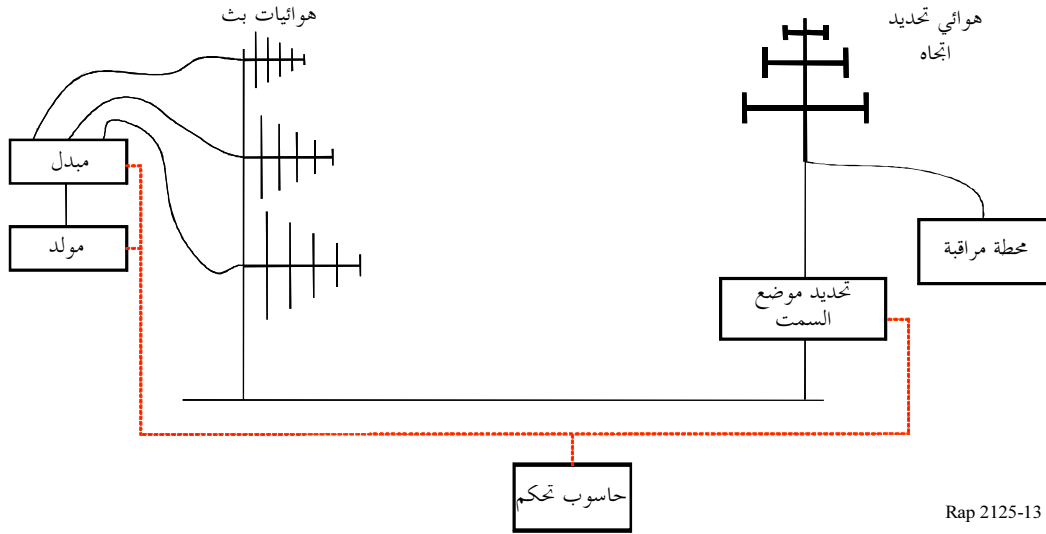 هوائيات بث
هوائي تحديد
اتجاه
مبدل
مولد
محطة مراقبة
تحديد موضع
السمت
حاسوب تحكم
Rap 2125-13